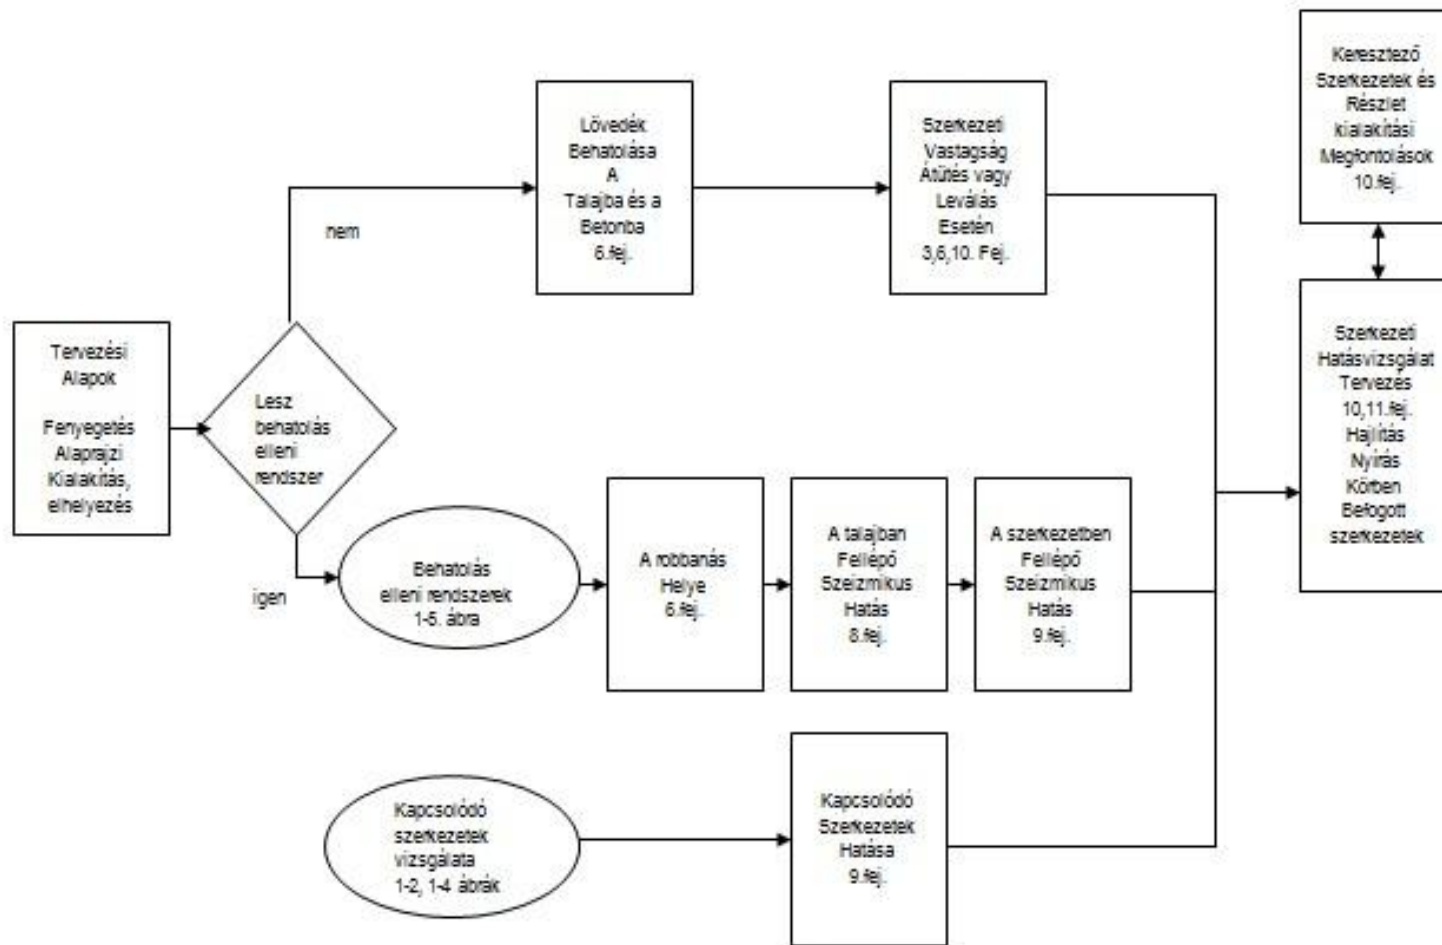 Tervezési
Alapok
Fenyegetés
Alaprajzi
Kialakítás,
elhelyezés
Lesz
behatolás
elleni
rendszer
nem
igen
Lövedék
Behatolása
A
Talajba és a
Betonba
6.fej.
Szerkezeti
Vastagság
Átütés vagy
Leválás
Esetén
3,6,10. Fej.
Behatolás
elleni rendszerek
1-5. ábra
A robbanás
Helye
6.fej.
A talajban
Fellépő
Szeizmikus
Hatás
8.fej.
A szerkezetben
Fellépő
Szeizmikus
Hatás
9.fej.
Kapcsolódó
szerkezetek
vizsgálata
1-2, 1-4 ábrák
Kapcsolódó
Szerkezetek
Hatása
9.fej.
Keresztező
Szerkezetek és
Részlet
kialakítási
Megfontolások
10.fej.
Szerkezeti
Hatásvizsgálat
Tervezés
10,11.fej.
Hajlítás
Nyírás
Körben
Befogott
szerkezetek